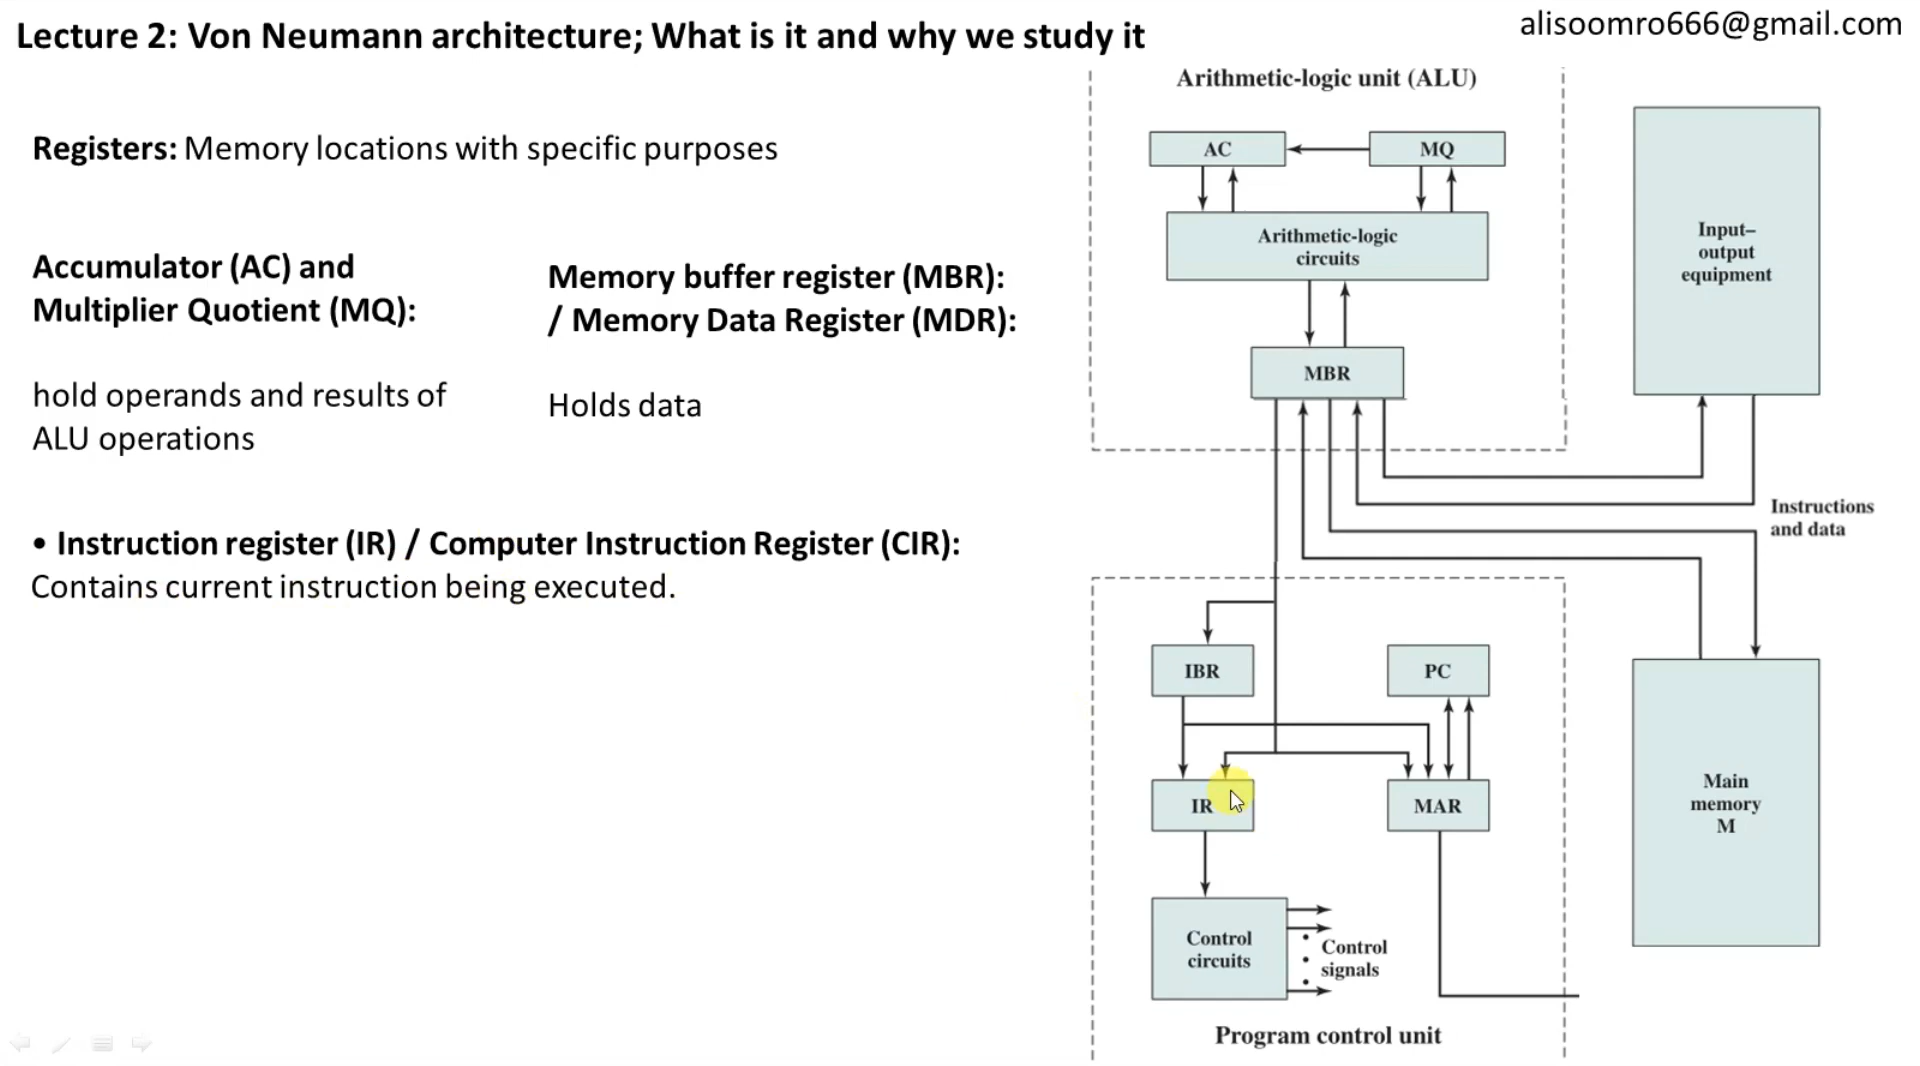 Lecture 2: Von Neumann architecture; What is it and why we study it
alisoomro666@gmail.com
Registers: Memory locations with specific purposes
Accumulator (AC) and
Multiplier Quotient (MQ):
hold operands and results of
ALU operations
Memory buffer register (MBR):
/ Memory Data Register (MDR):
Holds data
• Instruction register (IR) / Computer Instruction Register (CIR):
Contains current instruction being executed.
Arithmetic-logic unit (ALU)
AC
MQ
Arithmetic-logic
circuits
MBR
Input–
output
equipment
Instructions
and data
IBR
PC
IR
MAR
Main
memory
M
Control
circuits
Control
signals
Program control unit